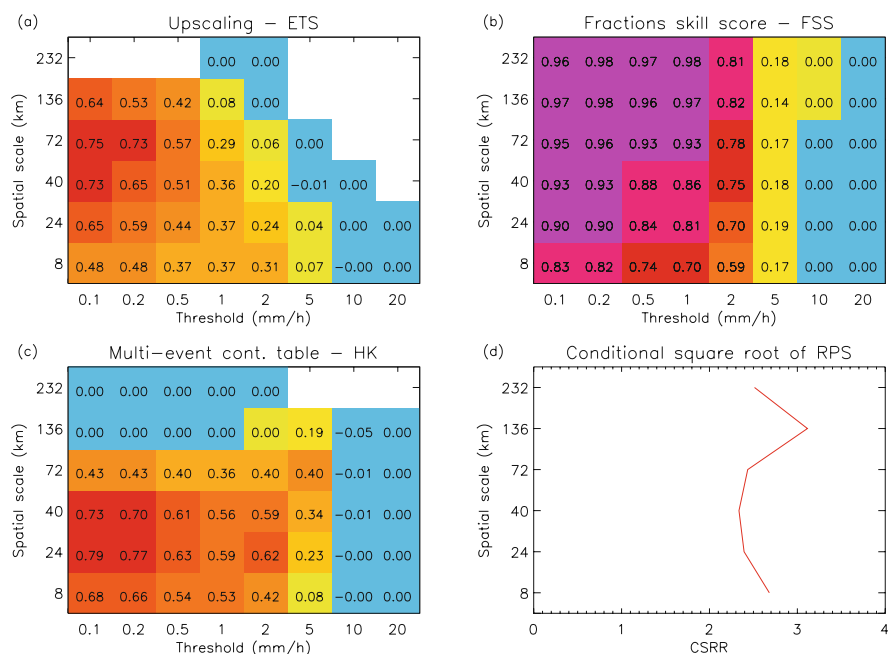 (a) Upscaling – ETS
Spatial scale (km)
232 0.00 0.00
136 0.64 0.53 0.42 0.08 0.00
72 0.75 0.73 0.57 0.29 0.06 0.00
40 0.73 0.65 0.51 0.36 0.20 −0.01 0.00
24 0.65 0.59 0.44 0.37 0.24 0.04 0.00 0.00
8 0.48 0.48 0.37 0.37 0.31 0.07 −0.00 0.00
0.1 0.2 0.5 1 2 5 10 20
Threshold (mm/h)
(b) Fractions skill score – FSS
Spatial scale (km)
232 0.96 0.98 0.97 0.98 0.81 0.18 0.00 0.00
136 0.97 0.98 0.96 0.97 0.82 0.14 0.00 0.00
72 0.95 0.96 0.93 0.93 0.78 0.17 0.00 0.00
40 0.93 0.93 0.88 0.86 0.75 0.18 0.00 0.00
24 0.90 0.90 0.84 0.81 0.70 0.19 0.00 0.00
8 0.83 0.82 0.74 0.70 0.59 0.17 0.00 0.00
0.1 0.2 0.5 1 2 5 10 20
Threshold (mm/h)
(c) Multi−event cont. table – HK
Spatial scale (km)
232 0.00 0.00 0.00 0.00 0.00
136 0.00 0.00 0.00 0.00 0.00 0.19 −0.05 0.00
72 0.43 0.43 0.40 0.36 0.40 0.40 −0.01 0.00
40 0.73 0.70 0.61 0.56 0.59 0.34 −0.01 0.00
24 0.79 0.77 0.63 0.59 0.62 0.23 −0.00 0.00
8 0.68 0.66 0.54 0.53 0.42 0.08 −0.00 0.00
0.1 0.2 0.5 1 2 5 10 20
Threshold (mm/h)
(d) Conditional square root of RPS
Spatial scale (km)
232
136
72
40
24
8
0 1 2 3 4
CSRR